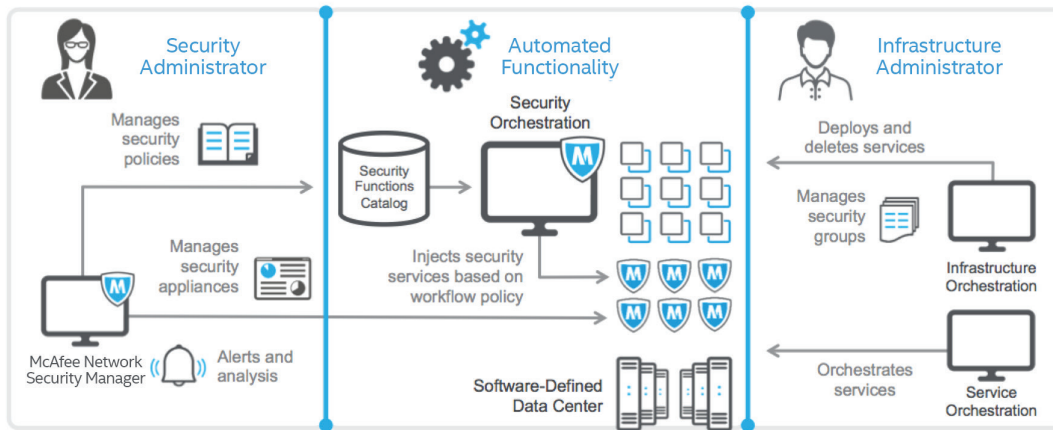 Security
Administrator
Manages
security
policies
Manages
security
appliances
McAfee Network
Security Manager
Alerts and
analysis
Automated
Functionality
Security
Orchestration
Security
Functions
Catalog
Injects security
services based on
workflow policy
Software-Defined
Data Center
Infrastructure
Administrator
Deploys and
deletes services
Manages
security
groups
Infrastructure
Orchestration
Orchestrates
services
Service
Orchestration